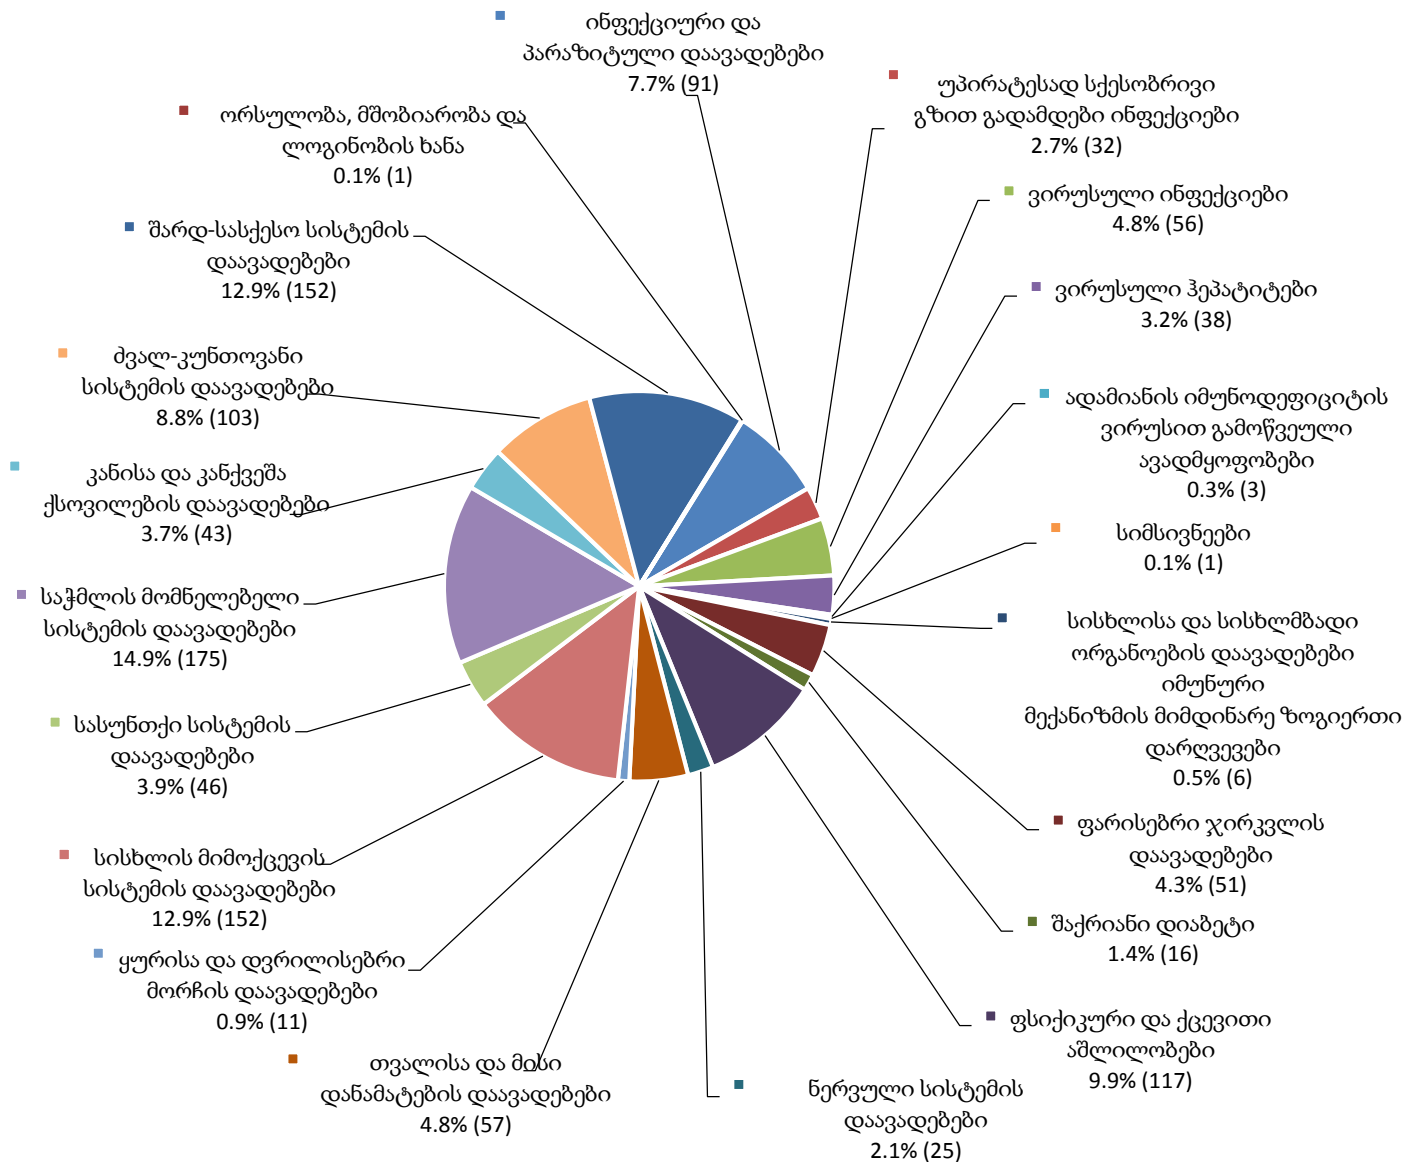 ინფექციური და
პარაზიტული დაავადებები
7.7% (91)
უპირატესად სქესობრივი
გზით გადამდები ინფექციები
2.7% (32)
ვირუსული ინფექციები
4.8% (56)
ვირუსული ჰეპატიტები
3.2% (38)
ადამიანის იმუნოდეფიციტის
ვირუსით გამოწვეული
ავადმყოფობები
0.3% (3)
სიმსივნეები
0.1% (1)
სისხლისა და სისხლმბადი
ორგანოების დაავადებები
იმუნური
მექანიზმის მიმდინარე ზოგიერთი
დარღვევები
0.5% (6)
ფარისებრი ჯირკვლის
დაავადებები
4.3% (51)
შაქრიანი დიაბეტი
1.4% (16)
ფსიქიკური და ქცევითი
აშლილობები
9.9% (117)
ნერვული სისტემის
დაავადებები
2.1% (25)
თვალისა და მისი
დანამატების დაავადებები
4.8% (57)
ყურისა და დვრილისებრი
მორჩის დაავადებები
0.9% (11)
სისხლის მიმოქცევის
სისტემის დაავადებები
12.9% (152)
სასუნთქი სისტემის
დაავადებები
3.9% (46)
საჭმლის მომნელებელი
სისტემის დაავადებები
14.9% (175)
კანისა და კანქვეშა
ქსოვილების დაავადებები
3.7% (43)
ძვალ-კუნთოვანი
სისტემის დაავადებები
8.8% (103)
შარდ-სასქესო სისტემის
დაავადებები
12.9% (152)
ორსულობა, მშობიარობა და
ლოგინობის ხანა
0.1% (1)